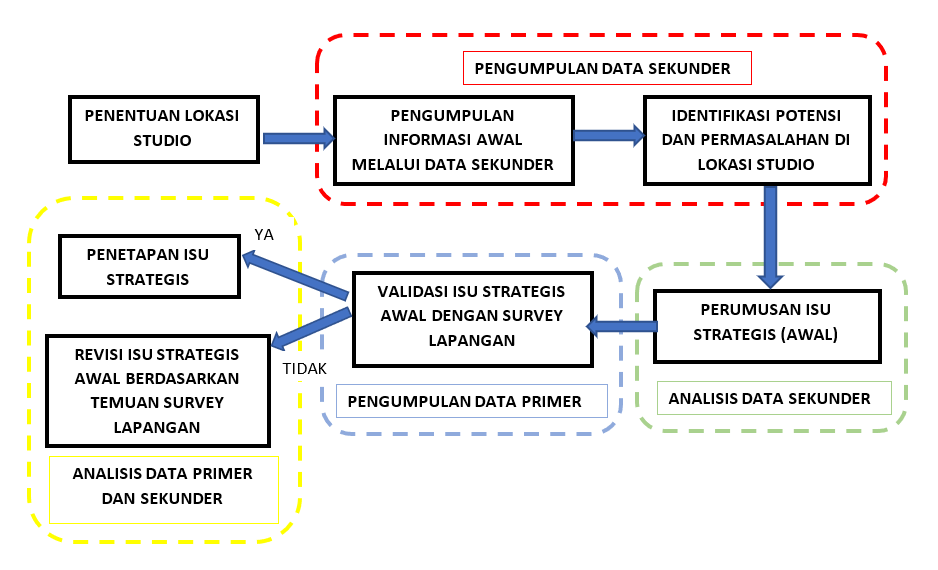 PENGUMPULAN DATA SEKUNDER
PENENTUAN LOKASI
STUDIO
PENGUMPULAN
INFORMASI AWAL
MELALUI DATA SEKUNDER
IDENTIFIKASI POTENSI
DAN PERMASALAHAN DI
LOKASI STUDIO
PERUMUSAN ISU
STRATEGIS (AWAL)
ANALISIS DATA SEKUNDER
VALIDASI ISU STRATEGIS
AWAL DENGAN SURVEY
LAPANGAN
PENGUMPULAN DATA PRIMER
YA
PENETAPAN ISU
STRATEGIS
TIDAK
REVISI ISU STRATEGIS
AWAL BERDASARKAN
TEMUAN SURVEY
LAPANGAN
ANALISIS DATA PRIMER
DAN SEKUNDER